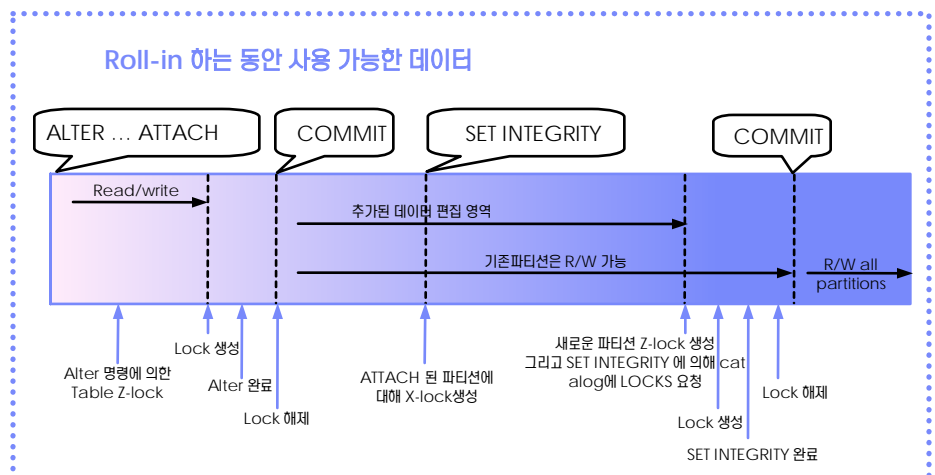 Roll-in 하는 동안 사용 가능한 데이터
ALTER … ATTACH
COMMIT
SET INTEGRITY
COMMIT
Read/write
추가된 데이터 편집 영역
기존파티션은 R/W 가능
R/W all
partitions
Alter 명령에 의한
Table Z-lock
Lock 생성
Alter 완료
Lock 해제
ATTACH 된 파티션에
대해 X-lock생성
새로운 파티션 Z-lock 생성
그리고 SET INTEGRITY 에 의해 cat
alog에 LOCKS 요청
Lock 생성
SET INTEGRITY 완료
Lock 해제